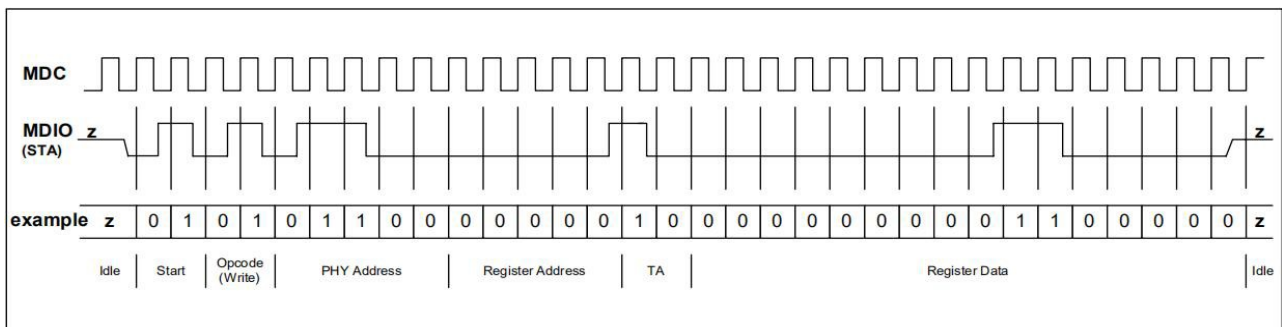 MDC
MDIO z z
(STA)
example z 0 1 0 1 0 1 1 0 0 0 0 0 0 0 1 0 0 0 0 0 0 0 0 0 0 1 1 0 0 0 0 0 z
Idle Start Opcode (Write) PHY Address Register Address TA Register Data Idle